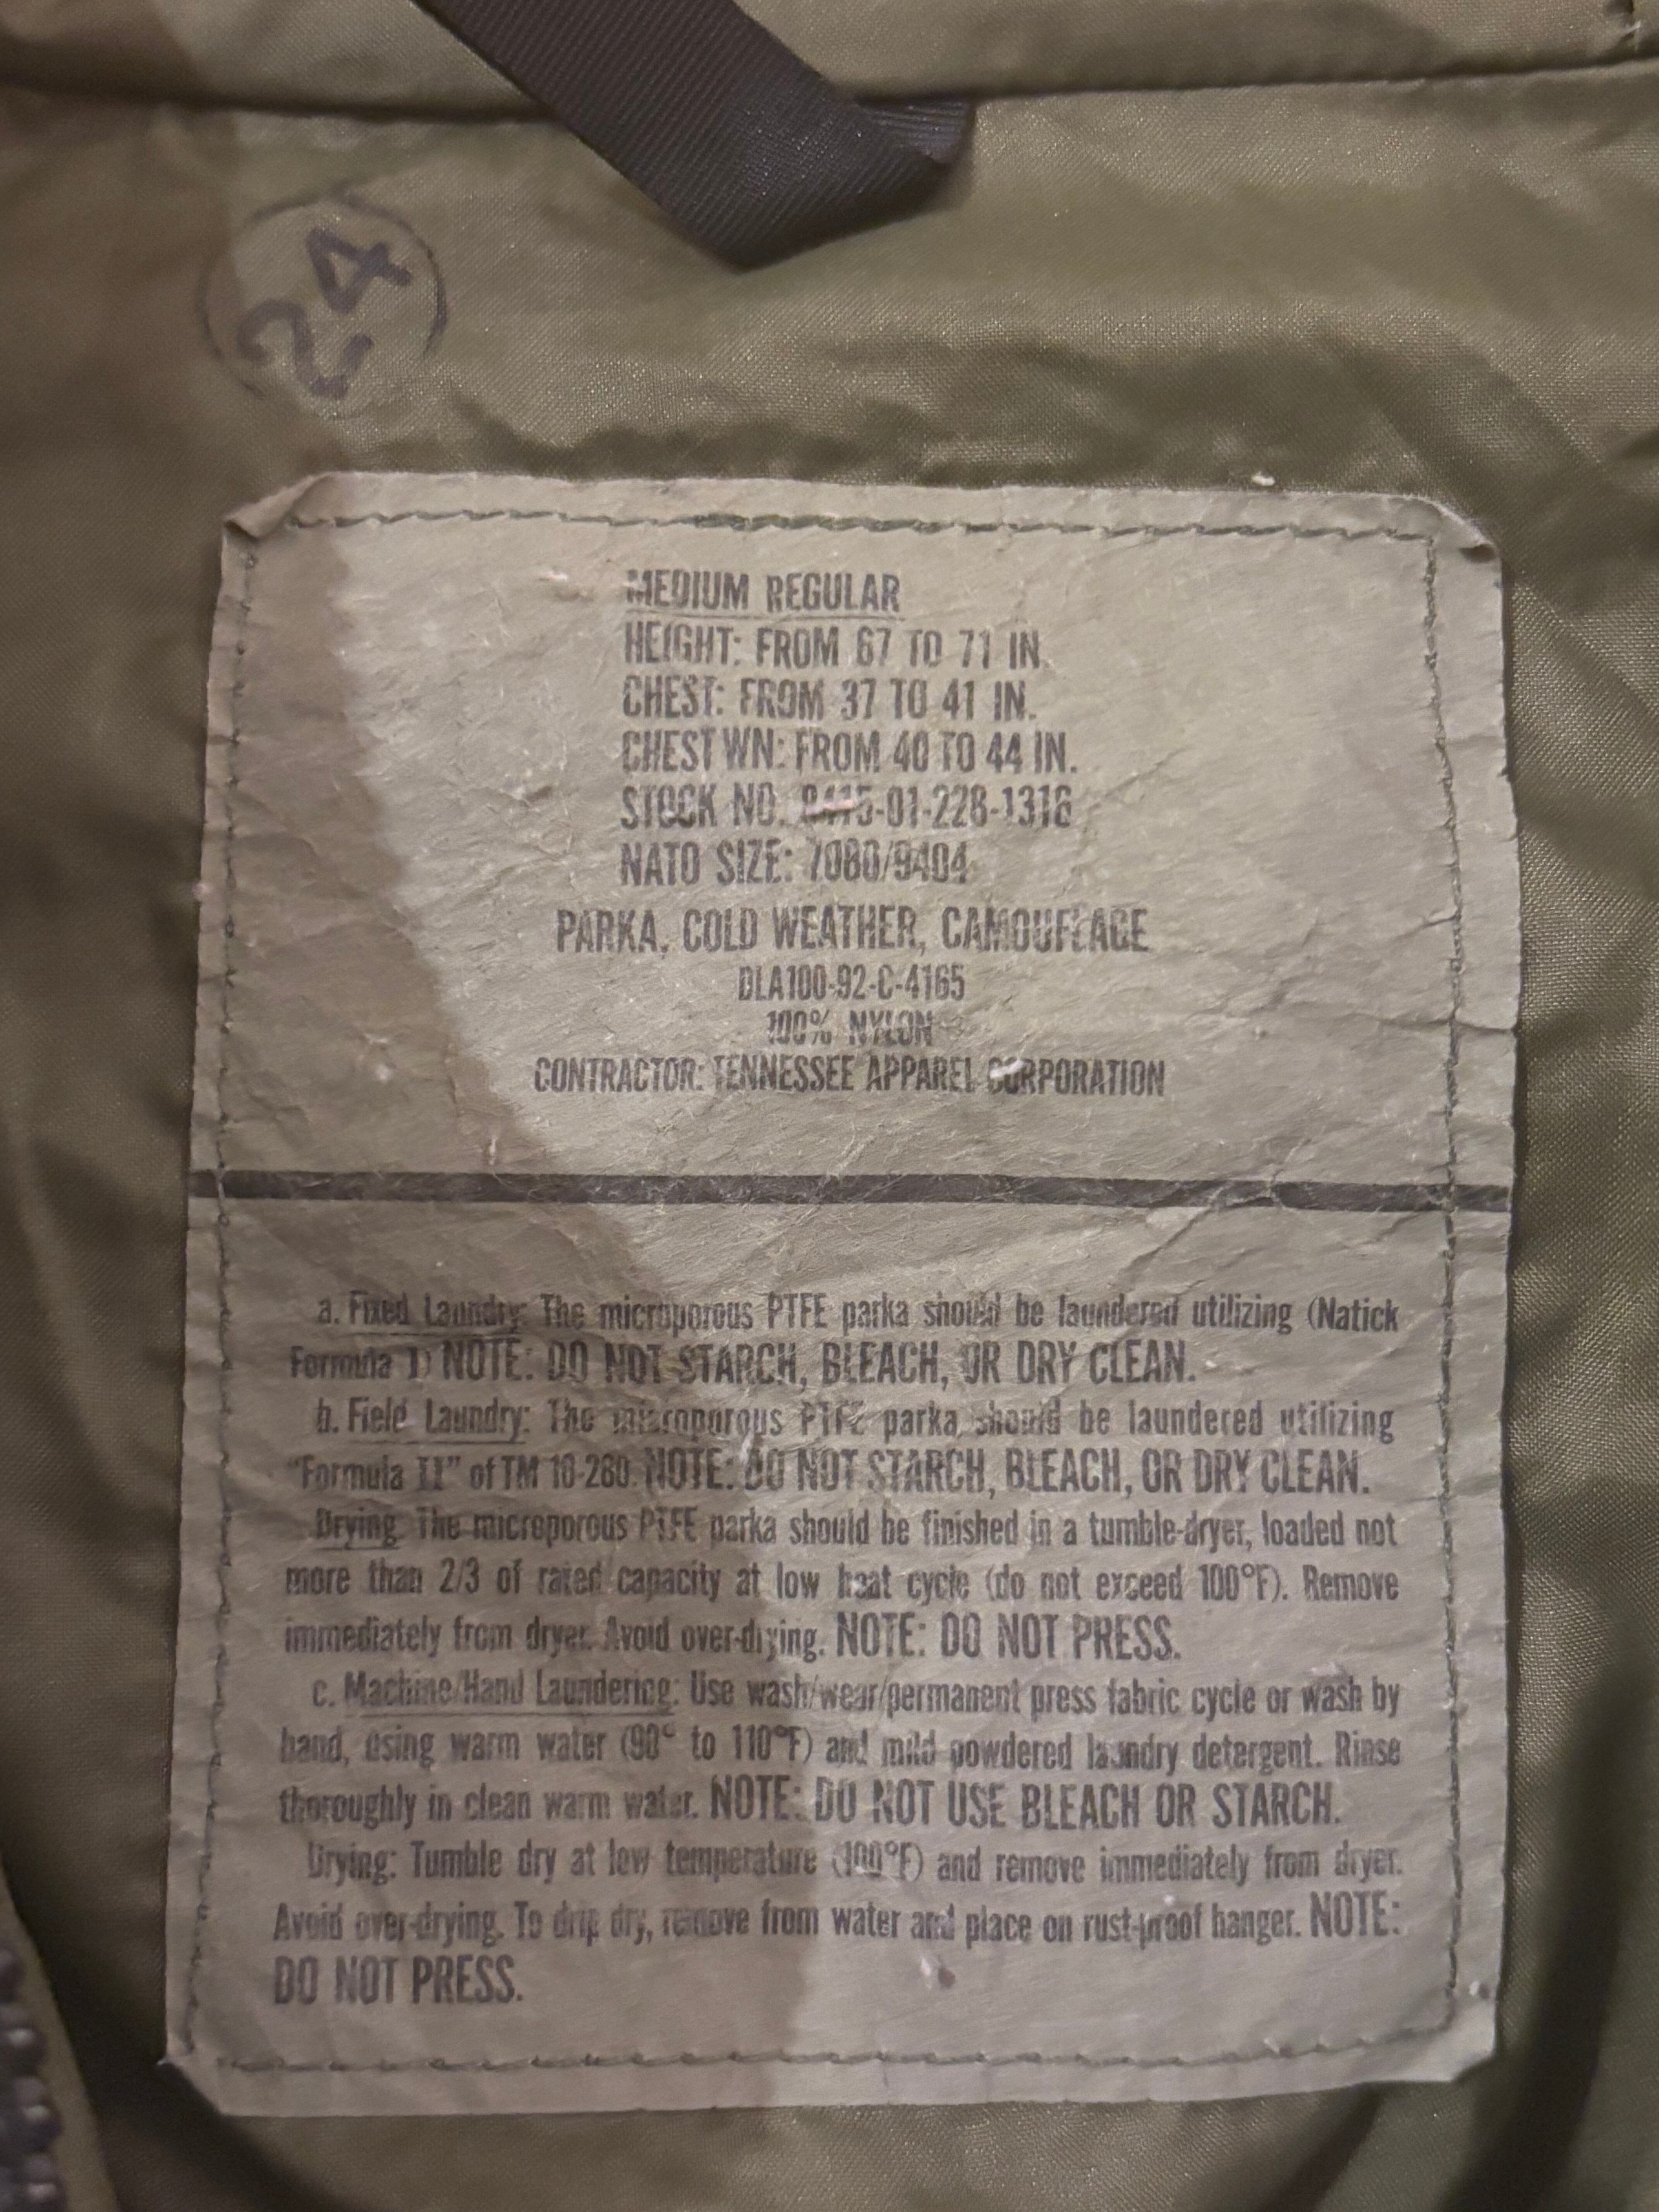 24
MEDIUM REGULAR
HEIGHT: FROM 67 TO 71 IN.
CHEST: FROM 37 TO 41 IN.
CHEST WN: FROM 40 TO 44 IN.
STOCK NO. 8415-01-228-1316
NATO SIZE: 7080/9404
PARKA, COLD WEATHER, CAMOUFLAGE
DLA100-92-C-4165
100% NYLON
CONTRACTOR: TENNESSEE APPAREL CORPORATION
a. Fixed Laundry: The microporous PTFE parka should be laundered utilizing (Natick
Formula I) NOTE: DO NOT STARCH, BLEACH, OR DRY CLEAN.
b. Field Laundry: The microporous PTFE parka should be laundered utilizing
"Formula II" of TM 10-280. NOTE: DO NOT STARCH, BLEACH, OR DRY CLEAN.
Drying: The microporous PTFE parka should be finished in a tumble-dryer, loaded not
more than 2/3 of rated capacity at low heat cycle (do not exceed 100°F). Remove
immediately from dryer. Avoid over-drying. NOTE: DO NOT PRESS.
c. Machine/Hand Laundering: Use wash/wear/permanent press fabric cycle or wash by
hand, using warm water (90° to 110°F) and mild powdered laundry detergent. Rinse
thoroughly in clean warm water. NOTE: DO NOT USE BLEACH OR STARCH.
Drying: Tumble dry at low temperature (100°F) and remove immediately from dryer.
Avoid over-drying. To drip dry, remove from water and place on rust-proof hanger. NOTE:
DO NOT PRESS.